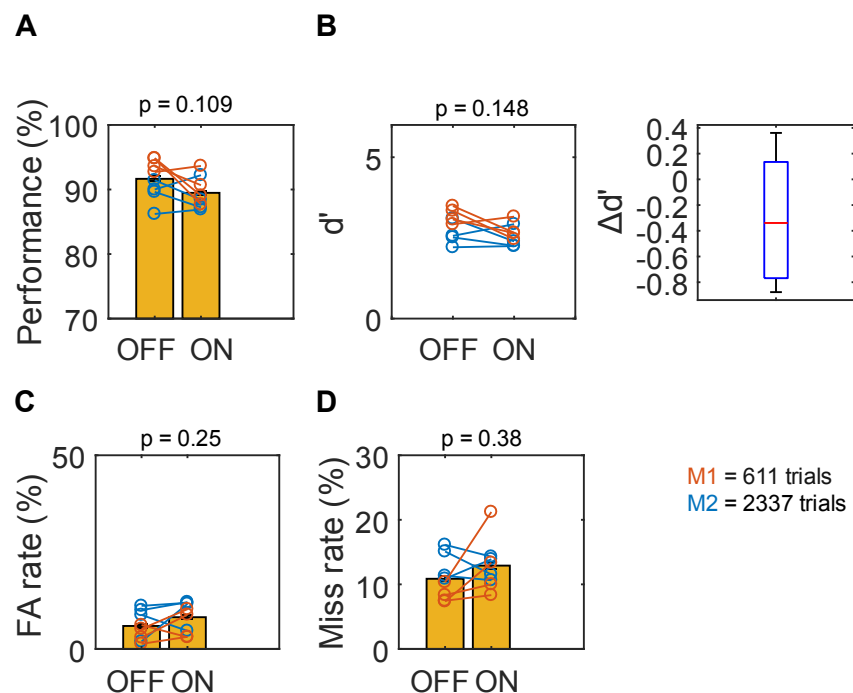 A
B
p = 0.109
Performance (%)
100
90
80
70
OFF ON
p = 0.148
d'
5
0
OFF ON
Δd'
0.4
0.2
0
-0.2
-0.4
-0.6
-0.8
C
D
p = 0.25
FA rate (%)
50
0
OFF ON
p = 0.38
Miss rate (%)
30
20
10
0
OFF ON
M1 = 611 trials
M2 = 2337 trials